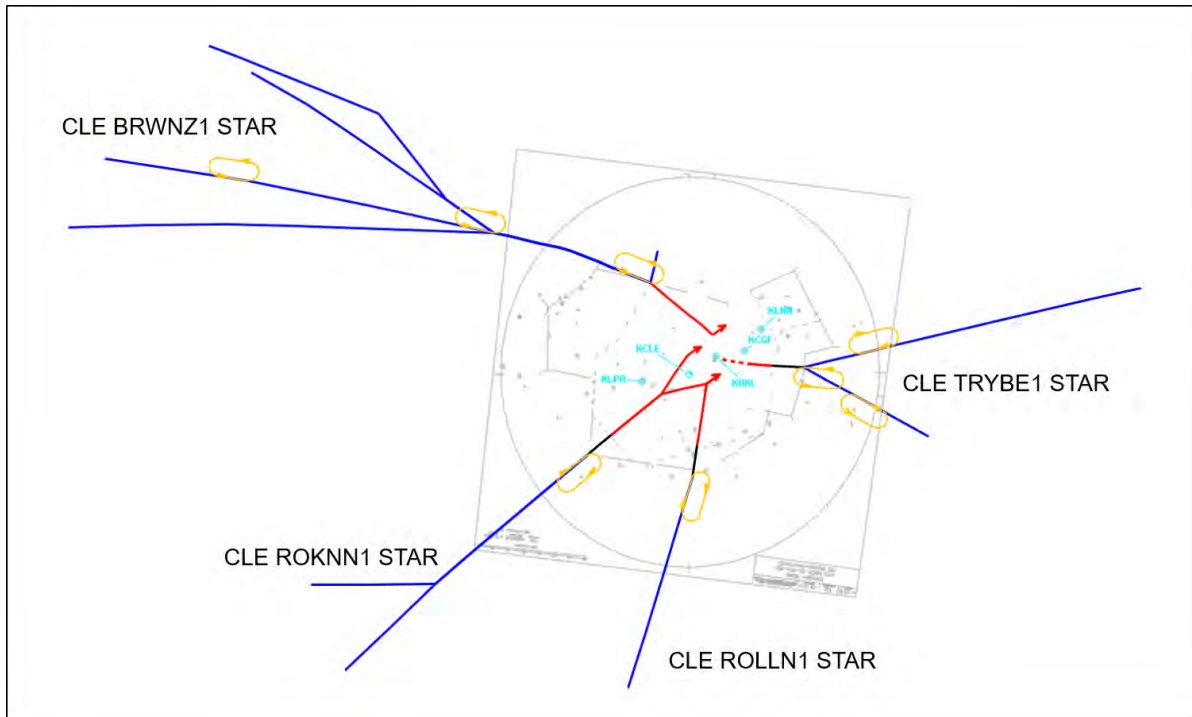 CLE BRWNZ1 STAR
KLNN
KCGF
KCLE
KLPR
KBKL
CLE TRYBE1 STAR
CLE ROKNN1 STAR
CLE ROLLN1 STAR